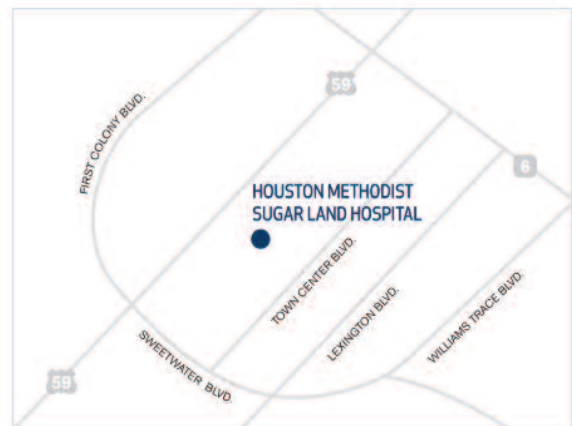 59
FIRST COLONY BLVD.
6
HOUSTON METHODIST
SUGAR LAND HOSPITAL
TOWN CENTER BLVD.
LEXINGTON BLVD.
WILLIAMS TRACE BLVD.
SWEETWATER BLVD.
59